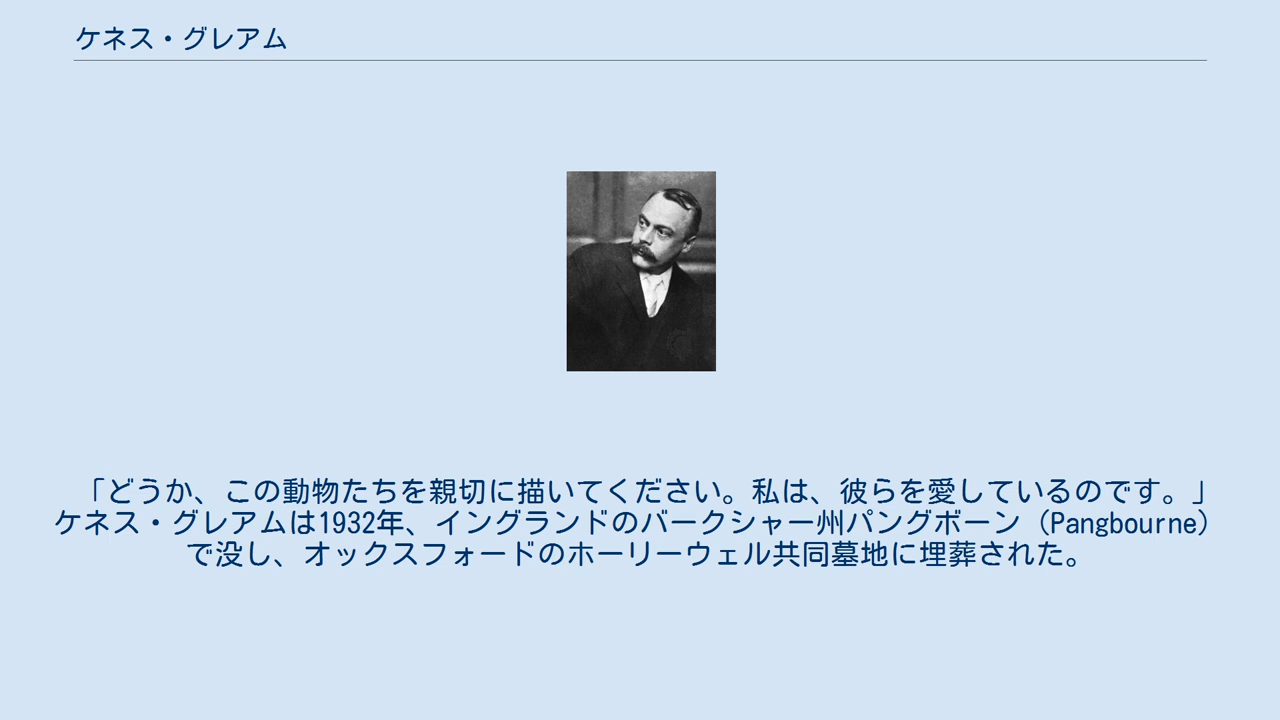 ケネス・グレアム
「どうか、この動物たちを親切に描いてください。私は、彼らを愛しているのです。」
ケネス・グレアムは1932年、イングランドのバークシャー州パングボーン（Pangbourne）
で没し、オックスフォードのホーリーウェル共同墓地に埋葬された。